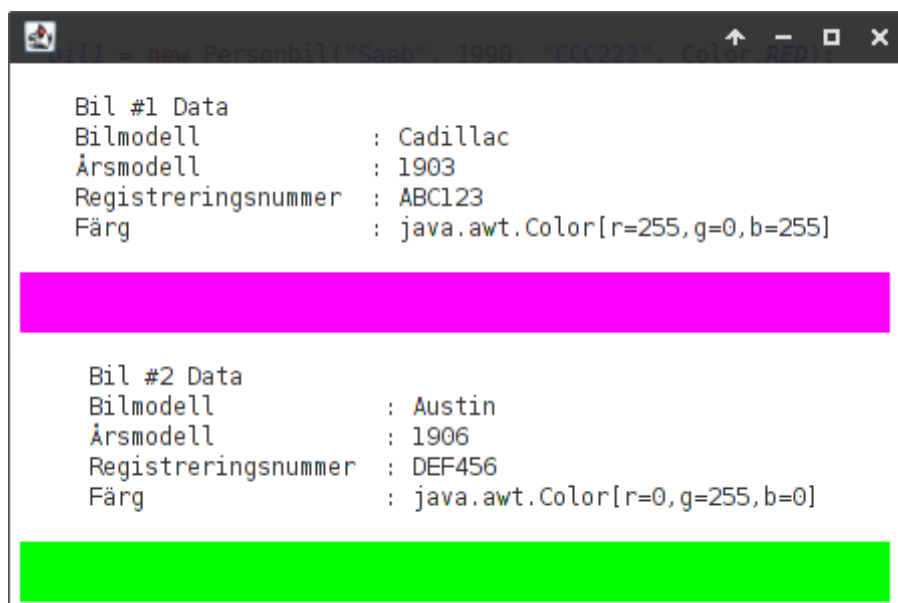 bil1 = new Personbil("Saab", 1990, "CCC222", Color.RED);
Bil #1 Data
Bilmodell : Cadillac
Årsmodell : 1903
Registreringsnummer : ABC123
Färg : java.awt.Color[r=255,g=0,b=255]
Bil #2 Data
Bilmodell : Austin
Årsmodell : 1906
Registreringsnummer : DEF456
Färg : java.awt.Color[r=0,g=255,b=0]